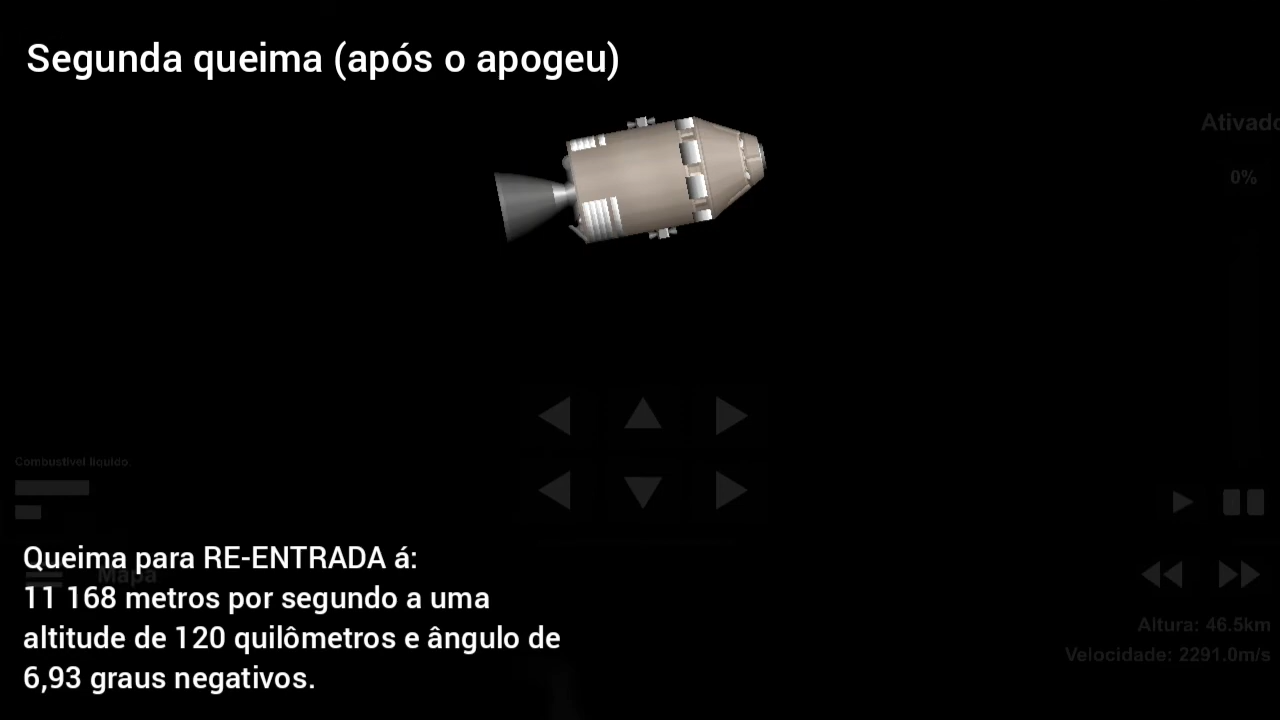 Segunda queima (após o apogeu)
Ativado
0%
Combustível líquido.
Queima para RE-ENTRADA á:
Mapa
11 168 metros por segundo a uma
altitude de 120 quilômetros e ângulo de
6,93 graus negativos.
Altura: 46.5km
Velocidade: 2291.0m/s